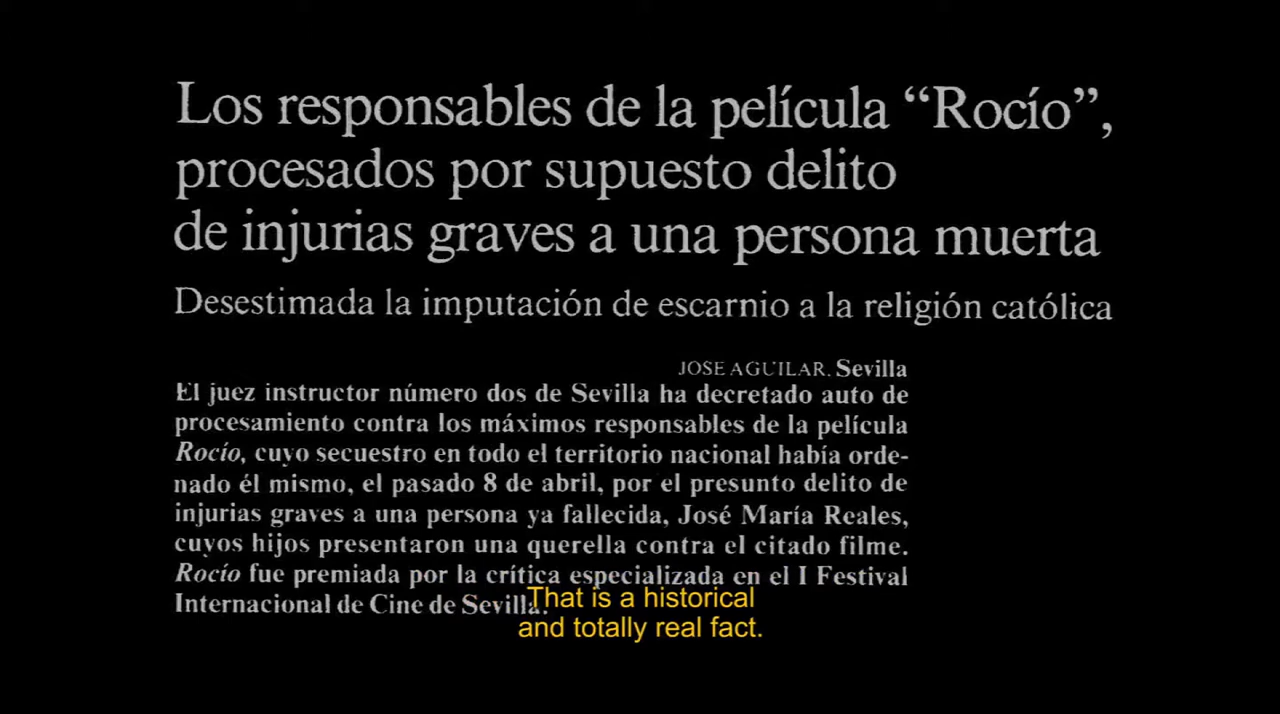 Los responsables de la película “Rocío”,
procesados por supuesto delito
de injurias graves a una persona muerta
Desestimada la imputación de escarnio a la religión católica
JOSE AGUILAR. Sevilla
El juez instructor número dos de Sevilla ha decretado auto de
procesamiento contra los máximos responsables de la película
Rocío, cuyo secuestro en todo el territorio nacional había orde-
nado él mismo, el pasado 8 de abril, por el presunto delito de
injurias graves a una persona ya fallecida, José María Reales,
cuyos hijos presentaron una querella contra el citado filme.
Rocío fue premiada por la crítica especializada en el I Festival
Internacional de Cine de Sevilla.
That is a historical
and totally real fact.